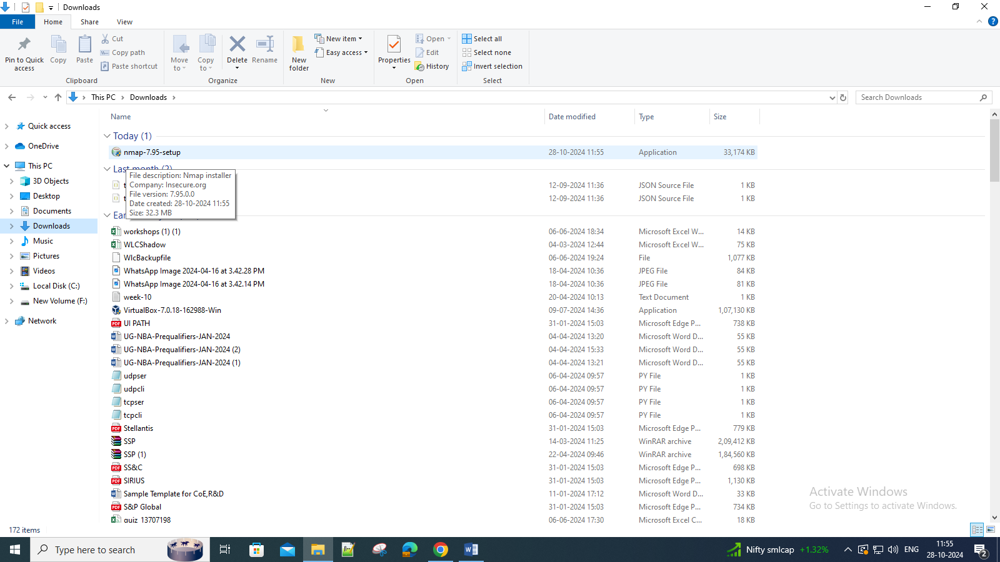 Downloads
File Home Share View
Pin to Quick access
Copy
Paste
Cut
Copy path
Paste shortcut
Clipboard
Move to
Copy to
Delete
Rename
Organize
New folder
New item
Easy access
New
Properties
Open
Edit
History
Open
Select all
Select none
Invert selection
Select
This PC Downloads
Search Downloads
Quick access
OneDrive
This PC
3D Objects
Desktop
Documents
Downloads
Music
Pictures
Videos
Local Disk (C:)
New Volume (F:)
Network
Name Date modified Type Size
Today (1)
nmap-7.95-setup 28-10-2024 11:55 Application 33,174 KB
Last month (2)
File description: Nmap installer
Company: Insecure.org
File version: 7.95.0.0
Date created: 28-10-2024 11:55
Size: 32.3 MB
12-09-2024 11:36 JSON Source File 1 KB
12-09-2024 11:36 JSON Source File 1 KB
workshops (1) (1) 06-06-2024 18:34 Microsoft Excel W... 14 KB
WLCShadow 04-03-2024 12:44 Microsoft Excel W... 75 KB
WlcBackupfile 06-06-2024 19:24 File 1,077 KB
WhatsApp Image 2024-04-16 at 3.42.28 PM 18-04-2024 10:36 JPEG File 84 KB
WhatsApp Image 2024-04-16 at 3.42.14 PM 18-04-2024 10:36 JPEG File 81 KB
week-10 20-04-2024 10:13 Text Document 1 KB
VirtualBox-7.0.18-162988-Win 09-07-2024 14:36 Application 1,07,130 KB
UI PATH 31-01-2024 15:03 Microsoft Edge P... 738 KB
UG-NBA-Prequalifiers-JAN-2024 04-04-2024 13:20 Microsoft Word D... 55 KB
UG-NBA-Prequalifiers-JAN-2024 (2) 04-04-2024 15:33 Microsoft Word D... 55 KB
UG-NBA-Prequalifiers-JAN-2024 (1) 04-04-2024 13:21 Microsoft Word D... 55 KB
udpser 06-04-2024 09:57 PY File 1 KB
udpcli 06-04-2024 09:57 PY File 1 KB
tcpser 06-04-2024 09:57 PY File 1 KB
tcpcli 06-04-2024 09:57 PY File 1 KB
Stellantis 31-01-2024 15:03 Microsoft Edge P... 779 KB
SSP 14-03-2024 11:25 WinRAR archive 2,09,412 KB
SSP (1) 22-04-2024 09:46 WinRAR archive 1,84,560 KB
SS&C 31-01-2024 15:03 Microsoft Edge P... 698 KB
SIRIUS 31-01-2024 15:03 Microsoft Edge P... 1,130 KB
Sample Template for CoE,R&D 11-01-2024 17:12 Microsoft Word D... 33 KB
S&P Global 31-01-2024 15:03 Microsoft Edge P... 734 KB
quiz_13707198 06-06-2024 17:30 Microsoft Excel C... 18 KB
Activate Windows
Go to Settings to activate Windows.
172 items
Type here to search
Nifty smlcap +1.32%
ENG
11:55
28-10-2024
2